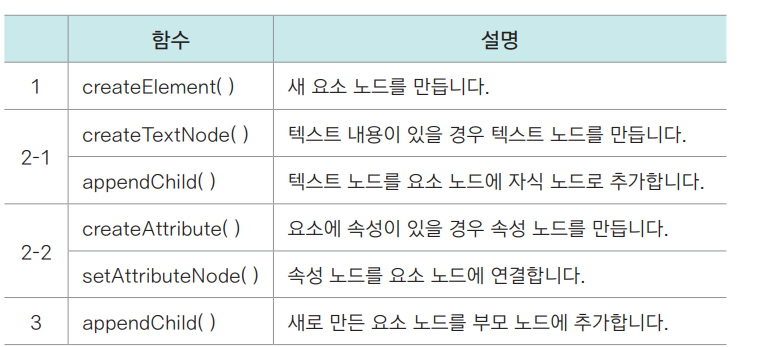 함수 설명
1 createElement( ) 새 요소 노드를 만듭니다.
2-1 createTextNode( ) 텍스트 내용이 있을 경우 텍스트 노드를 만듭니다.
appendChild( ) 텍스트 노드를 요소 노드에 자식 노드로 추가합니다.
2-2 createAttribute( ) 요소에 속성이 있을 경우 속성 노드를 만듭니다.
setAttributeNode( ) 속성 노드를 요소 노드에 연결합니다.
3 appendChild( ) 새로 만든 요소 노드를 부모 노드에 추가합니다.